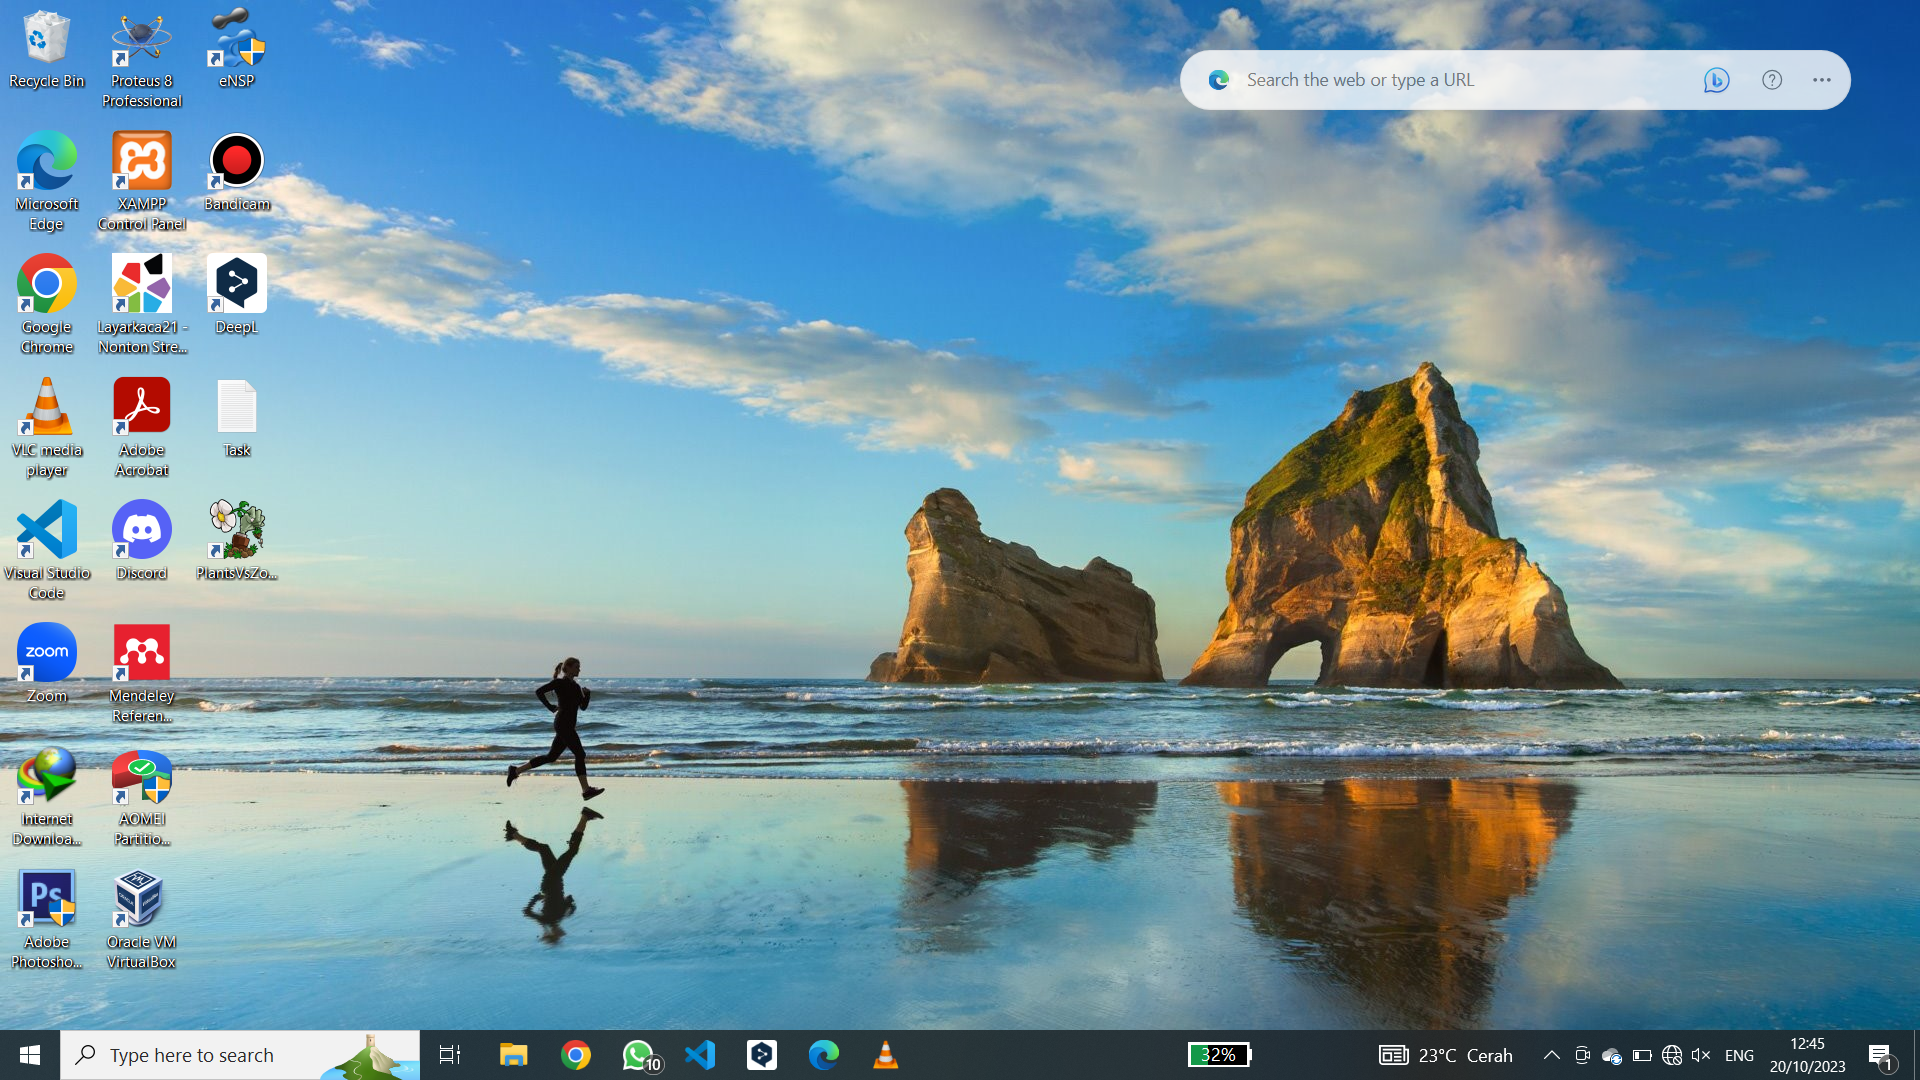 Recycle Bin
Proteus 8
Professional
eNSP
Search the web or type a URL
Microsoft
Edge
XAMPP
Control Panel
Bandicam
Google
Chrome
Layarkaca21 -
Nonton Stre...
DeepL
VLC media
player
Adobe
Acrobat
Task
Visual Studio
Code
Discord
PlantsVsZo...
zoom
Zoom
Mendeley
Referen...
Internet
Downloa...
AOMEI
Partitio...
Ps
Adobe
Photosho...
Oracle VM
VirtualBox
Type here to search
10
32%
23°C Cerah
ENG
12:45
20/10/2023
1